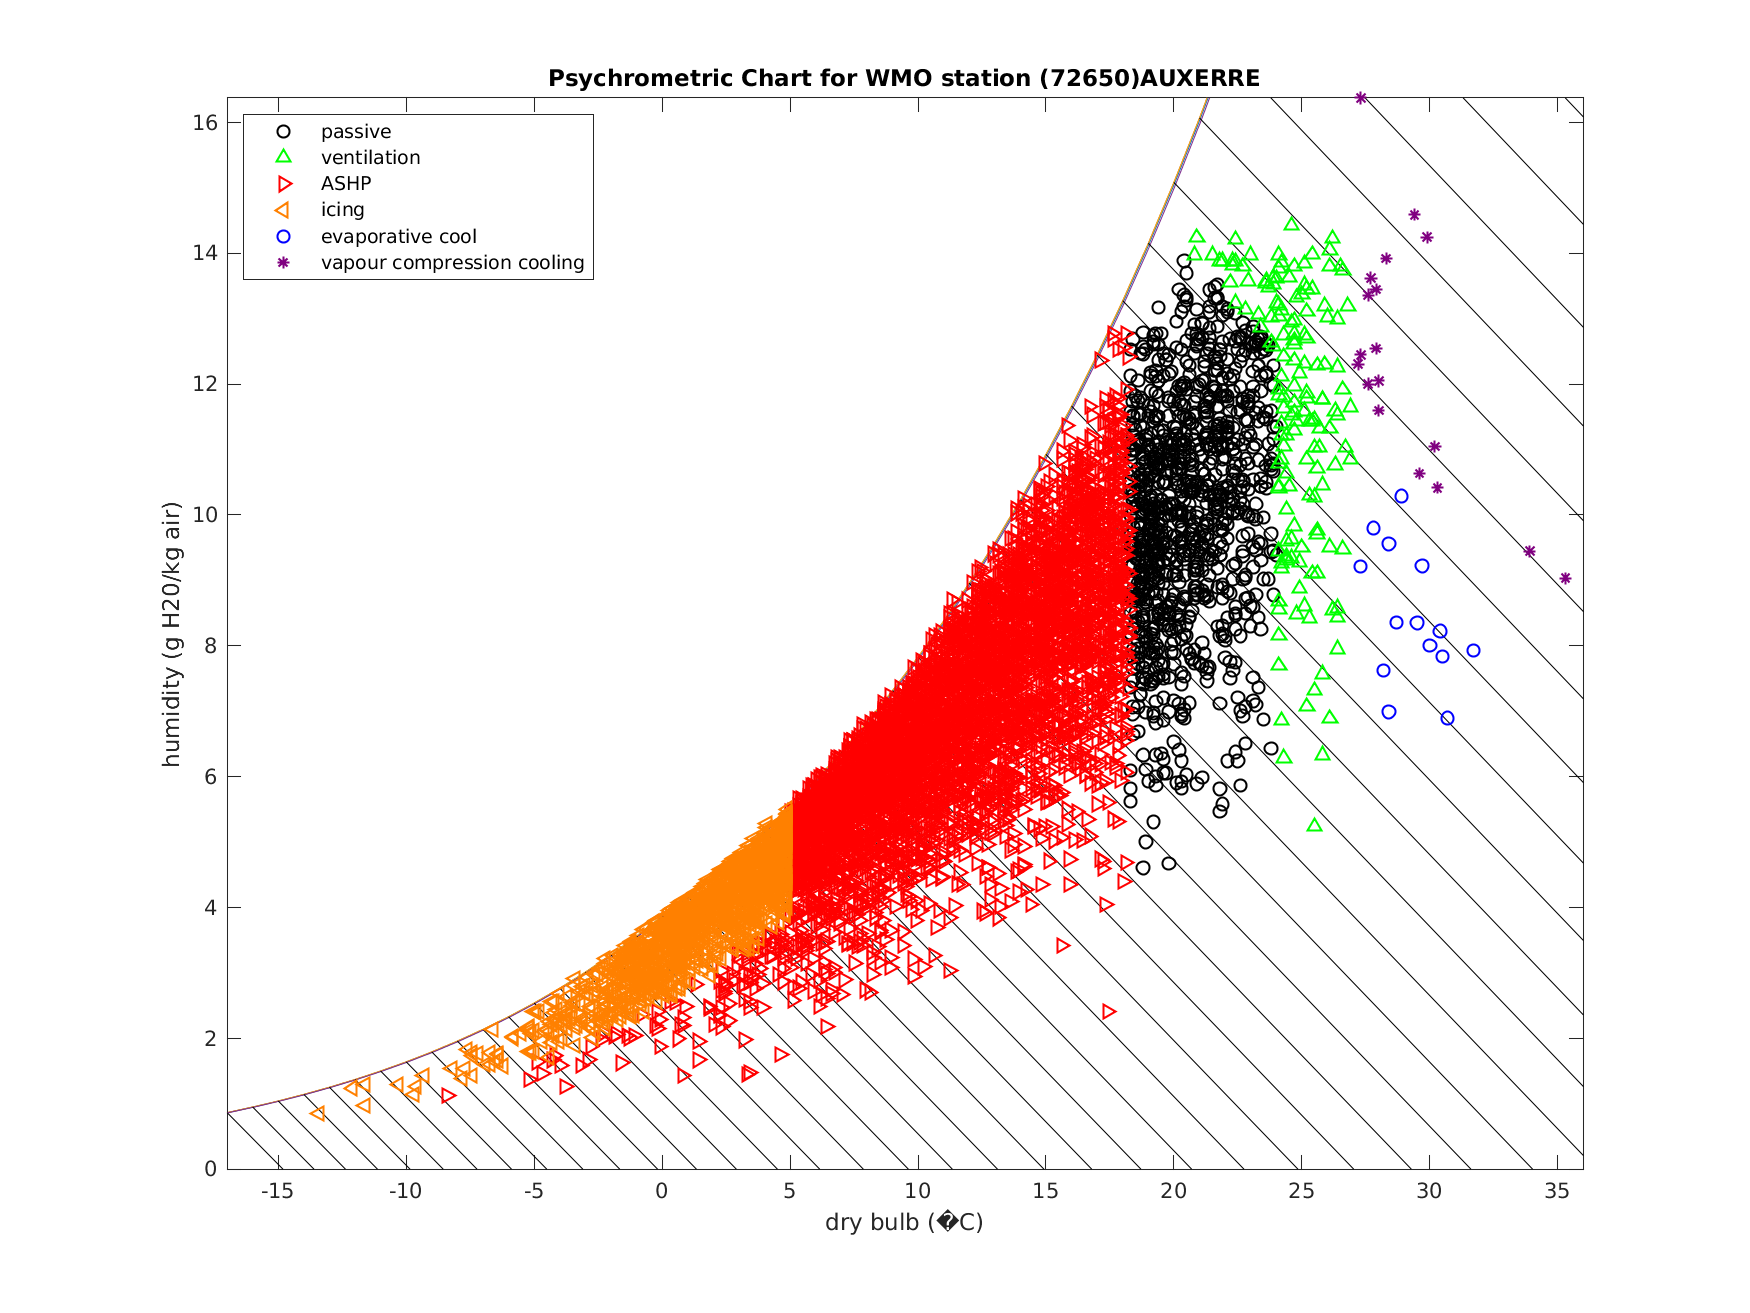 Psychrometric Chart for WMO station (72650)AUXERRE
passive
ventilation
ASHP
icing
evaporative cool
vapour compression cooling
humidity (g H20/kg air)
16
14
12
10
8
6
4
2
0
-15 -10 -5 0 5 10 15 20 25 30 35
dry bulb (�C)